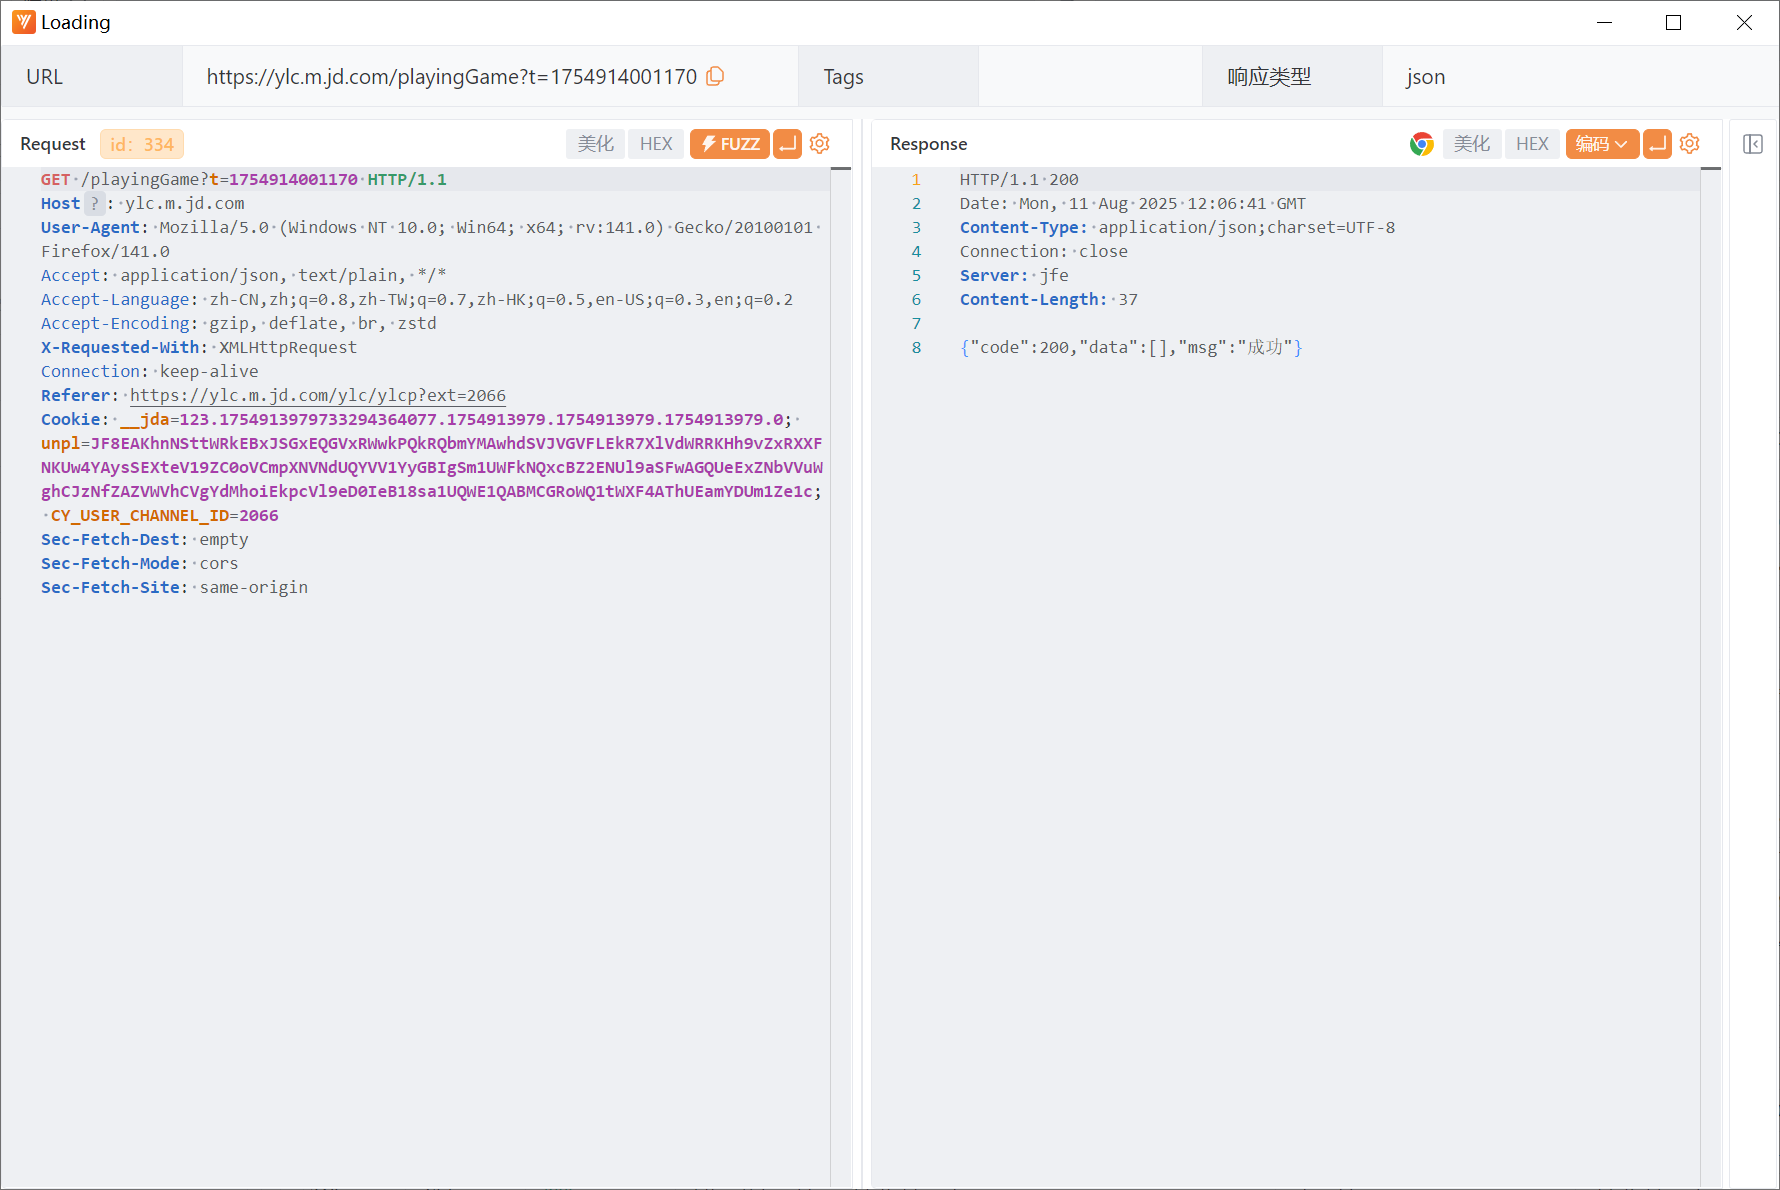 Loading
URL
https://ylc.m.jd.com/playingGame?t=1754914001170
Tags
响应类型
json
Request
id: 334
美化
HEX
FUZZ
GET /playingGame?t=1754914001170 HTTP/1.1
Host ? : ylc.m.jd.com
User-Agent: Mozilla/5.0 (Windows NT 10.0; Win64; x64; rv:141.0) Gecko/20100101
Firefox/141.0
Accept: application/json, text/plain, */*
Accept-Language: zh-CN,zh;q=0.8,zh-TW;q=0.7,zh-HK;q=0.5,en-US;q=0.3,en;q=0.2
Accept-Encoding: gzip, deflate, br, zstd
X-Requested-With: XMLHttpRequest
Connection: keep-alive
Referer: https://ylc.m.jd.com/ylc/ylcp?ext=2066
Cookie: __jda=123.1754913979733294364077.1754913979.1754913979.1754913979.0;
unpl=JF8EAKhnNSttWRkEBxJSGxEQGVxRWwkPQkRQbmYMAwhdSVJVGVFLEkR7XlVdWRRKHh9vZxRXXF
NKUw4YAysSEXteV19ZC0oVCmpXNVNdUQYVV1YyGBIgSm1UWFkNQxcBZ2ENUl9aSFwAGQUeExZNbVVuW
ghCJzNfZAZVWVhCVgYdMhoiEkpcVl9eD0IeB18sa1UQWE1QABMCGRoWQ1tWXF4AThUEamYDUm1Ze1c;
CY_USER_CHANNEL_ID=2066
Sec-Fetch-Dest: empty
Sec-Fetch-Mode: cors
Sec-Fetch-Site: same-origin
Response
美化
HEX
编码
1 HTTP/1.1 200
2 Date: Mon, 11 Aug 2025 12:06:41 GMT
3 Content-Type: application/json;charset=UTF-8
4 Connection: close
5 Server: jfe
6 Content-Length: 37
7
8 {"code":200,"data":[],"msg":"成功"}